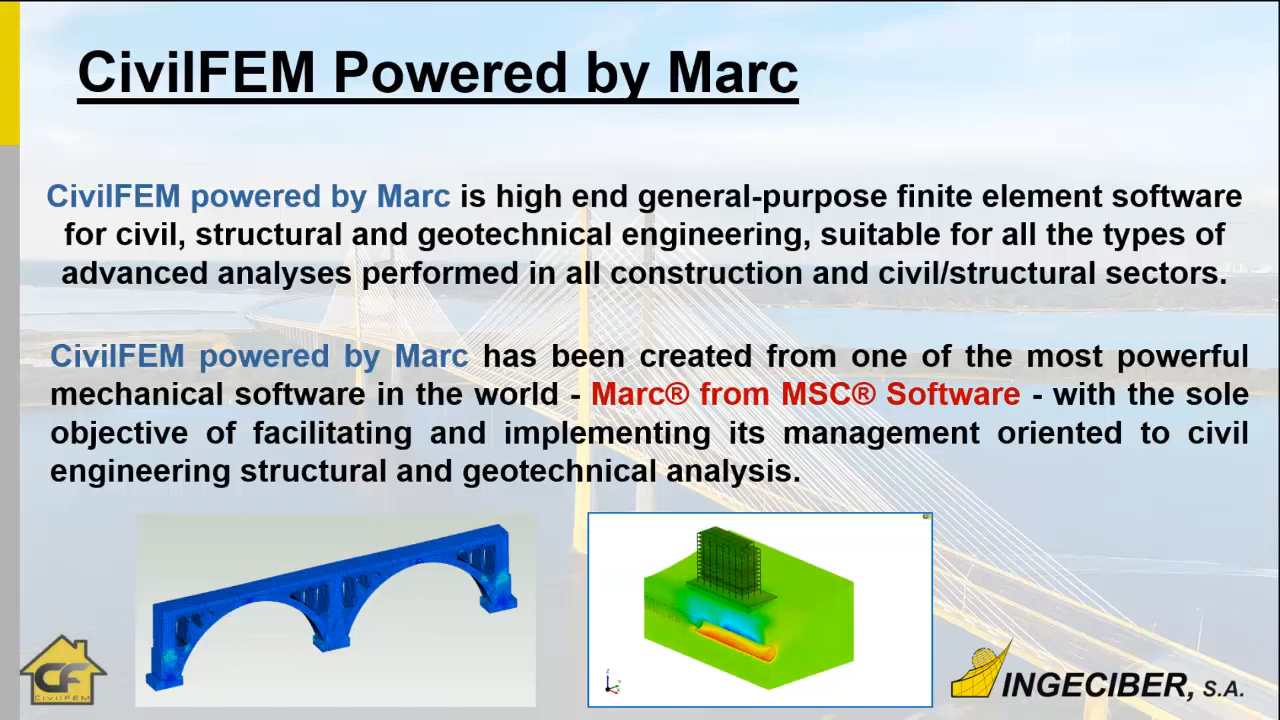 CivilFEM Powered by Marc
CivilFEM powered by Marc is high end general-purpose finite element software
for civil, structural and geotechnical engineering, suitable for all the types of
advanced analyses performed in all construction and civil/structural sectors.
CivilFEM powered by Marc has been created from one of the most powerful
mechanical software in the world - Marc® from MSC® Software - with the sole
objective of facilitating and implementing its management oriented to civil
engineering structural and geotechnical analysis.
CF
CivilFEM
INGECIBER, S.A.